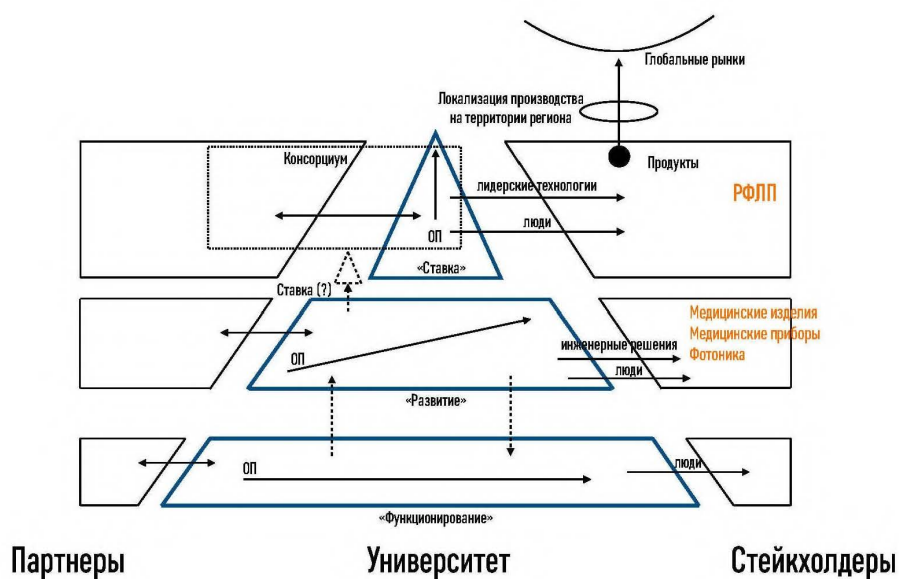 Глобальные рынки
Локализация производства
на территории региона
Консорциум
Продукты
лидерские технологии
РФЛП
люди
ОП
«Ставка»
Ставка (?)
Медицинские изделия
Медицинские приборы
инженерные решения
Фотоника
ОП
люди
«Развитие»
ОП
люди
«Функционирование»
Партнеры
Университет
Стейкхолдеры